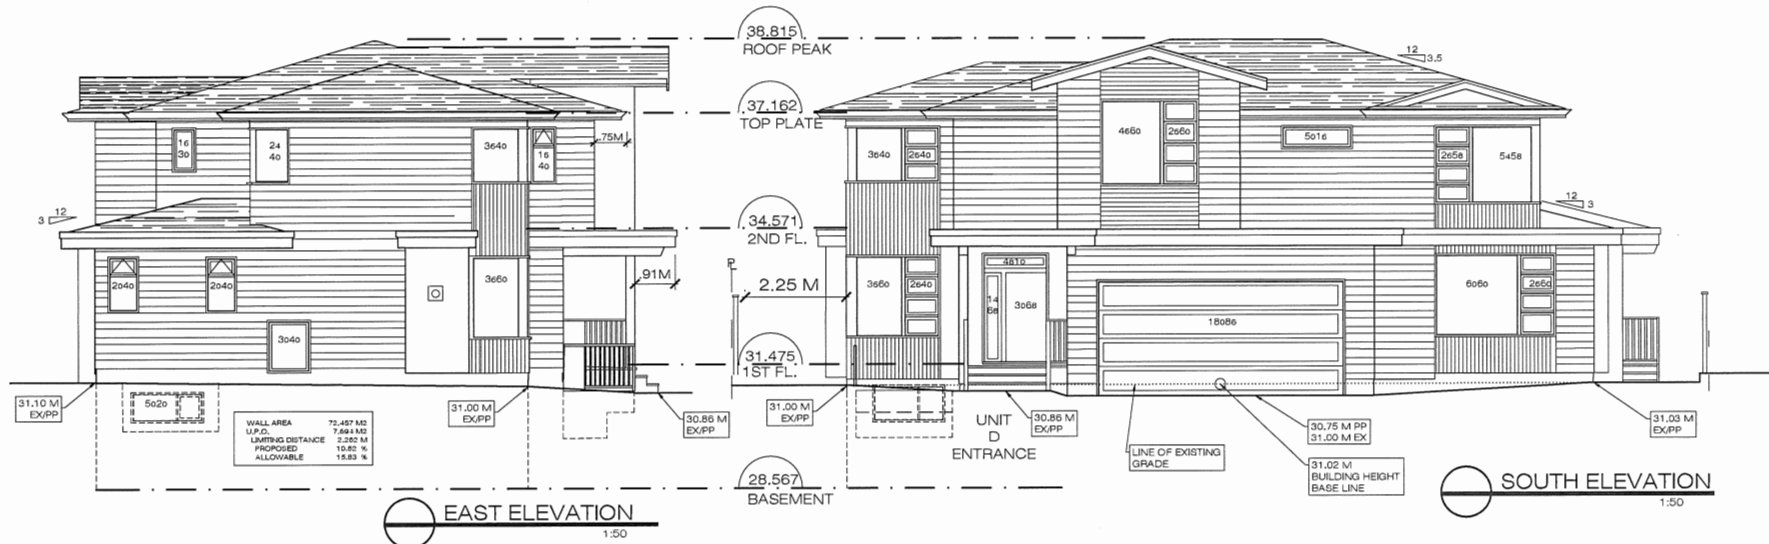 38.815
ROOF PEAK
37.162
TOP PLATE
34.571
2ND FL.
31.475
1ST FL.
28.567
BASEMENT
16
30
24
40
3640
16
40
.75M
12
3
2040
2040
3040
3660
.91M
31.10 M
EX/PP
5020
WALL AREA 72.457 M2
U.P.O. 7.694 M2
LIMITING DISTANCE 2.262 M
PROPOSED 10.62 %
ALLOWABLE 15.83 %
31.00 M
EX/PP
30.86 M
EX/PP
EAST ELEVATION
1:50
PL
2.25 M
12
3.5
3640
2640
4660
2660
5016
2658
5458
12
3
3660
2640
4810
14
68
3068
18086
6060
2660
31.00 M
EX/PP
UNIT
D
ENTRANCE
30.86 M
EX/PP
LINE OF EXISTING
GRADE
30.75 M PP
31.00 M EX
31.02 M
BUILDING HEIGHT
BASE LINE
31.03 M
EX/PP
SOUTH ELEVATION
1:50